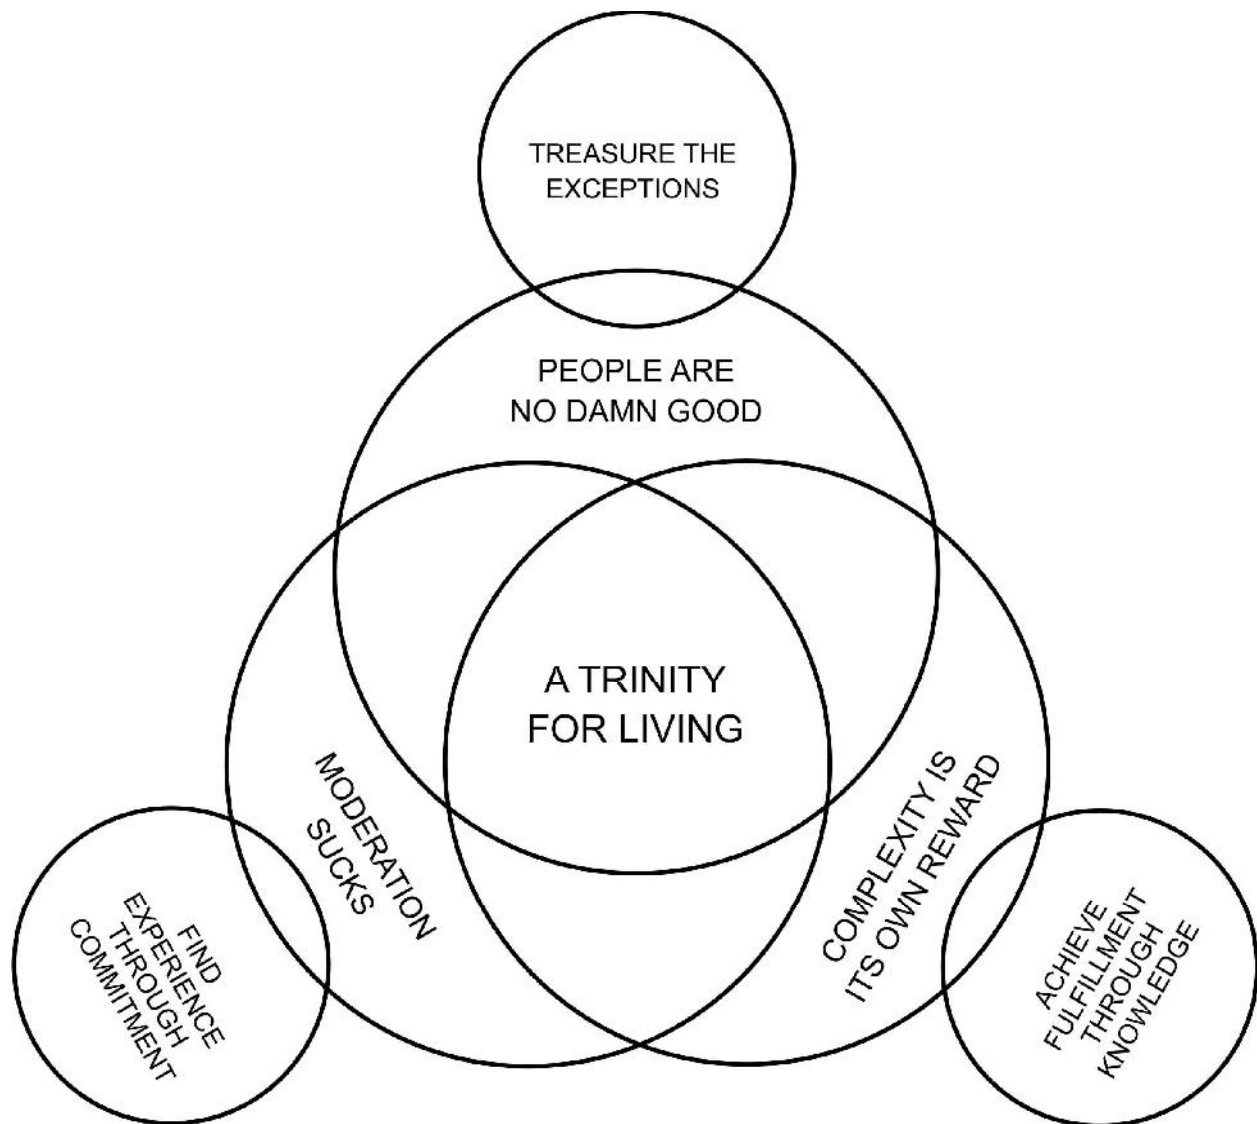 TREASURE THE
EXCEPTIONS
PEOPLE ARE
NO DAMN GOOD
A TRINITY
FOR LIVING
MODERATION
SUCKS
COMPLEXITY IS
ITS OWN REWARD
FIND
EXPERIENCE
THROUGH
COMMITMENT
ACHIEVE
FULFILLMENT
THROUGH
KNOWLEDGE